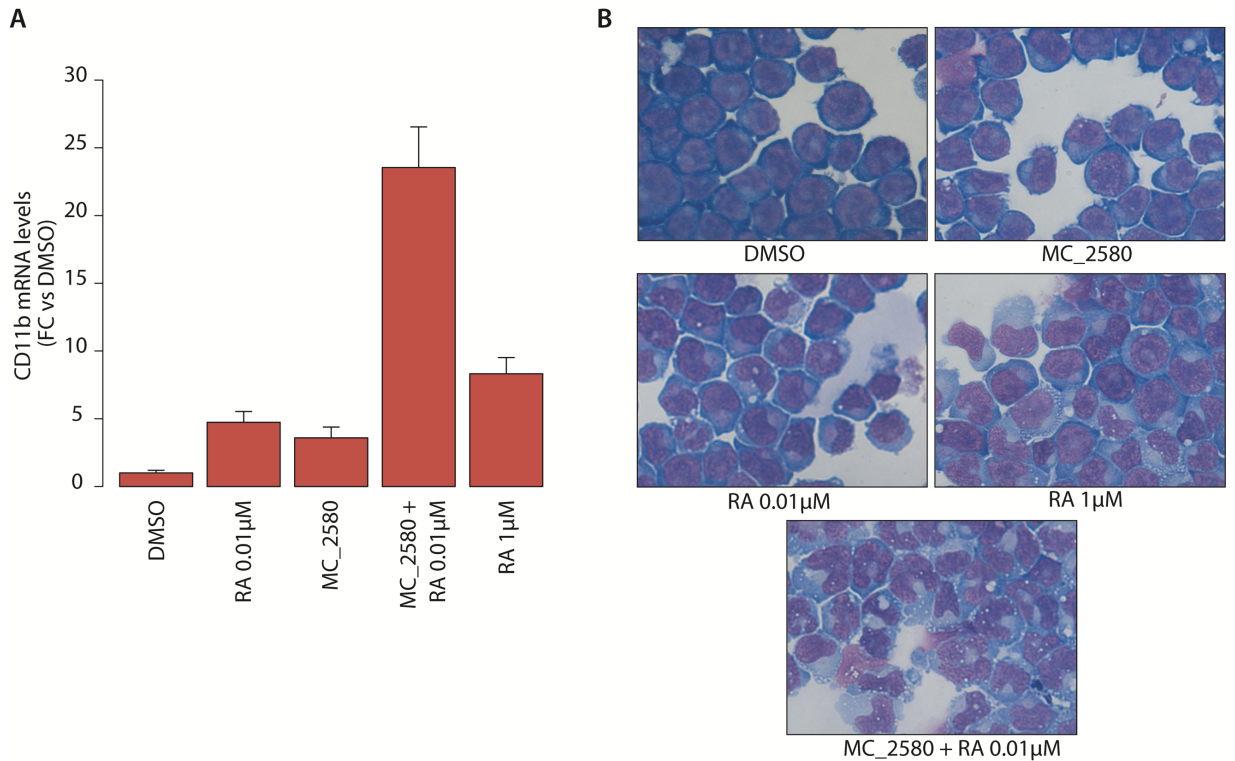 A
B
30
25
20
15
10
5
0
CD11b mRNA levels
(FC vs DMSO)
DMSO
RA 0.01µM
MC_2580
MC_2580 +
RA 0.01µM
RA 1µM
DMSO
MC_2580
RA 0.01µM
RA 1µM
MC_2580 + RA 0.01µM